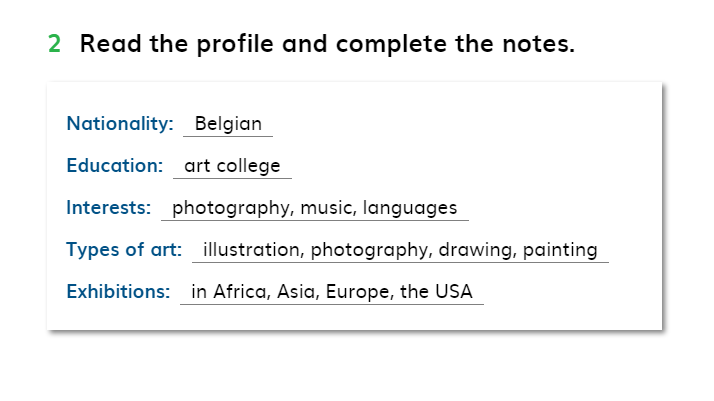 2 Read the profile and complete the notes.
Nationality: Belgian
Education: art college
Interests: photography, music, languages
Types of art: illustration, photography, drawing, painting
Exhibitions: in Africa, Asia, Europe, the USA